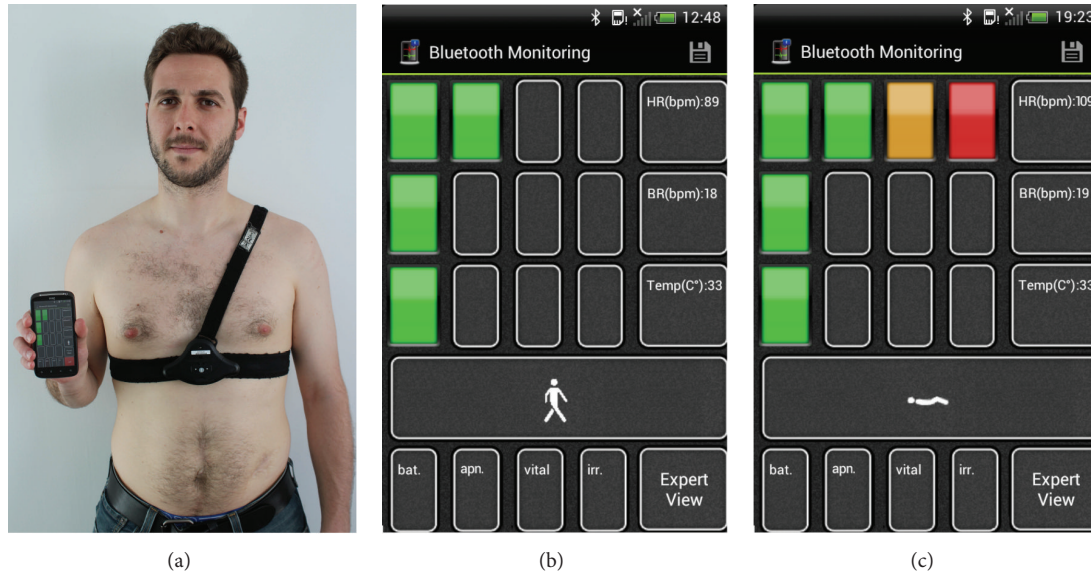 12:48
Bluetooth Monitoring
HR(bpm):89
BR(bpm):18
Temp(C°):33
bat.
apn.
vital
irr.
Expert
View
19:23
Bluetooth Monitoring
HR(bpm):109
BR(bpm):19
Temp(C°):33
bat.
apn.
vital
irr.
Expert
View
(a)
(b)
(c)